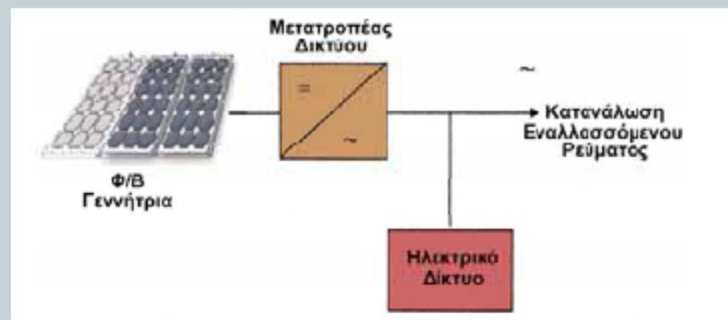 Μετατροπέας
Δικτύου
=
~
~
Κατανάλωση
Εναλλασσόμενου
Ρεύματος
Φ/Β
Γεννήτρια
Ηλεκτρικό
Δίκτυο